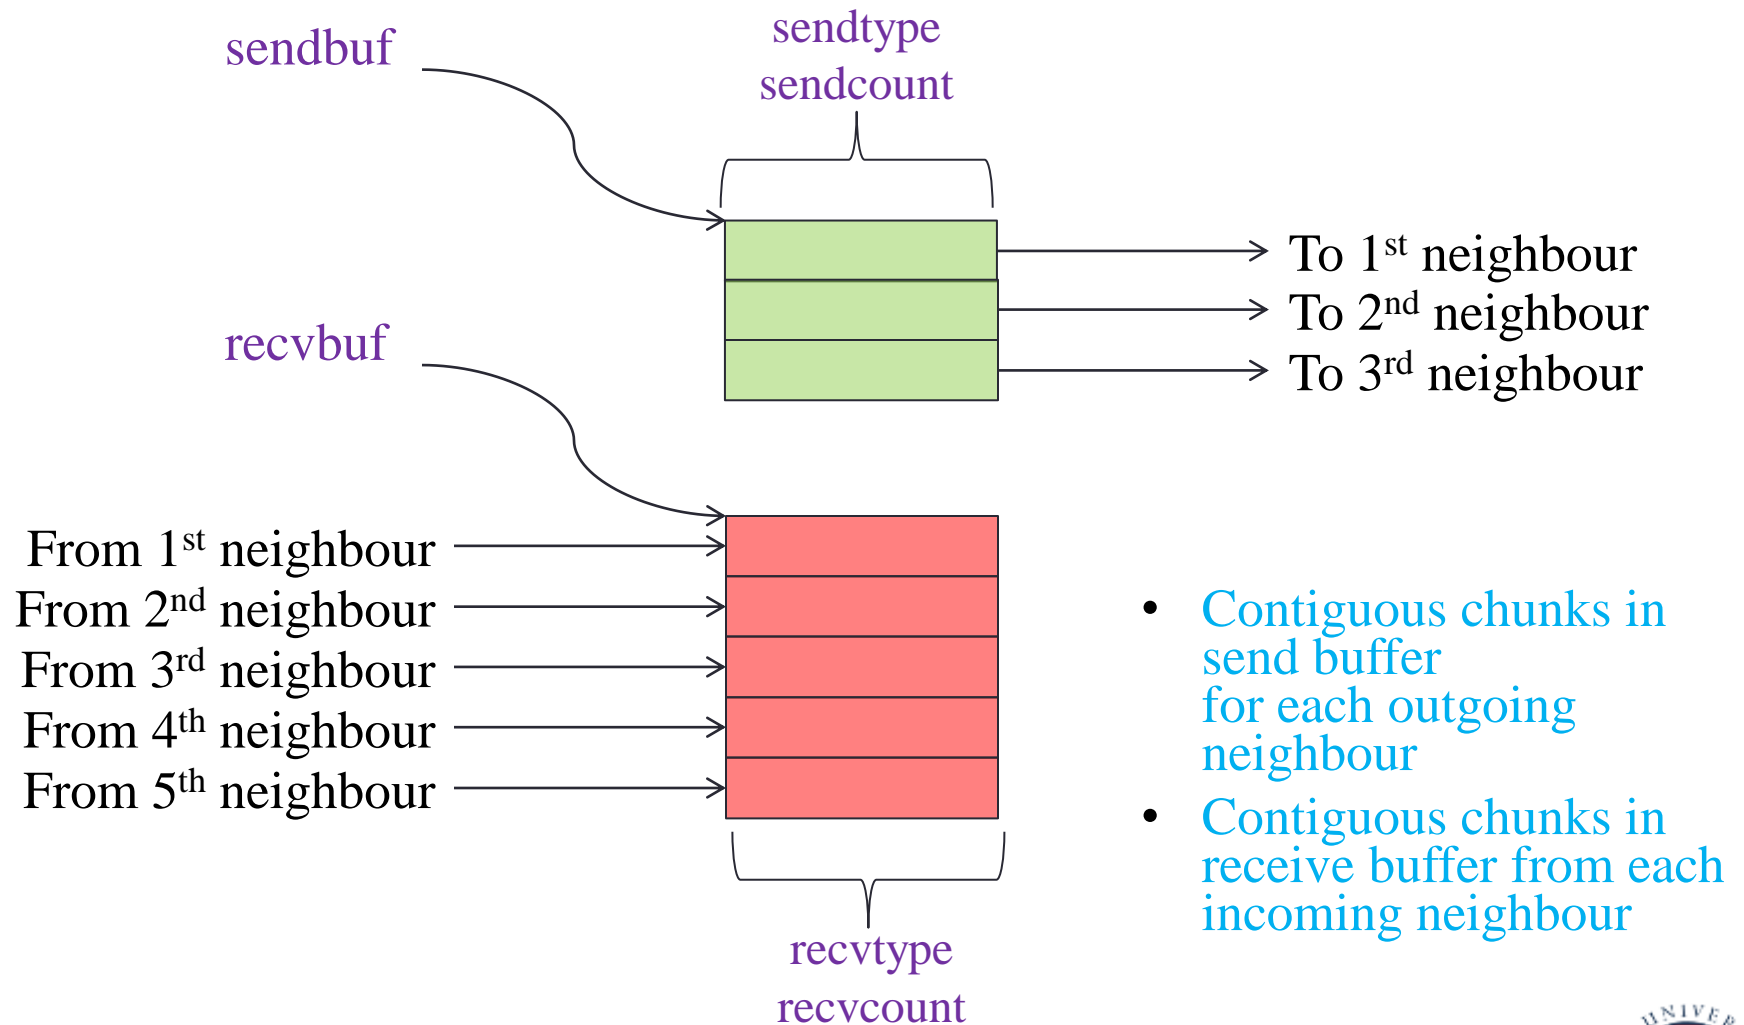 sendbuf
sendtype
sendcount
To 1st neighbour
To 2nd neighbour
To 3rd neighbour
recvbuf
From 1st neighbour
From 2nd neighbour
From 3rd neighbour
From 4th neighbour
From 5th neighbour
• Contiguous chunks in
send buffer
for each outgoing
neighbour
• Contiguous chunks in
receive buffer from each
incoming neighbour
recvtype
recvcount